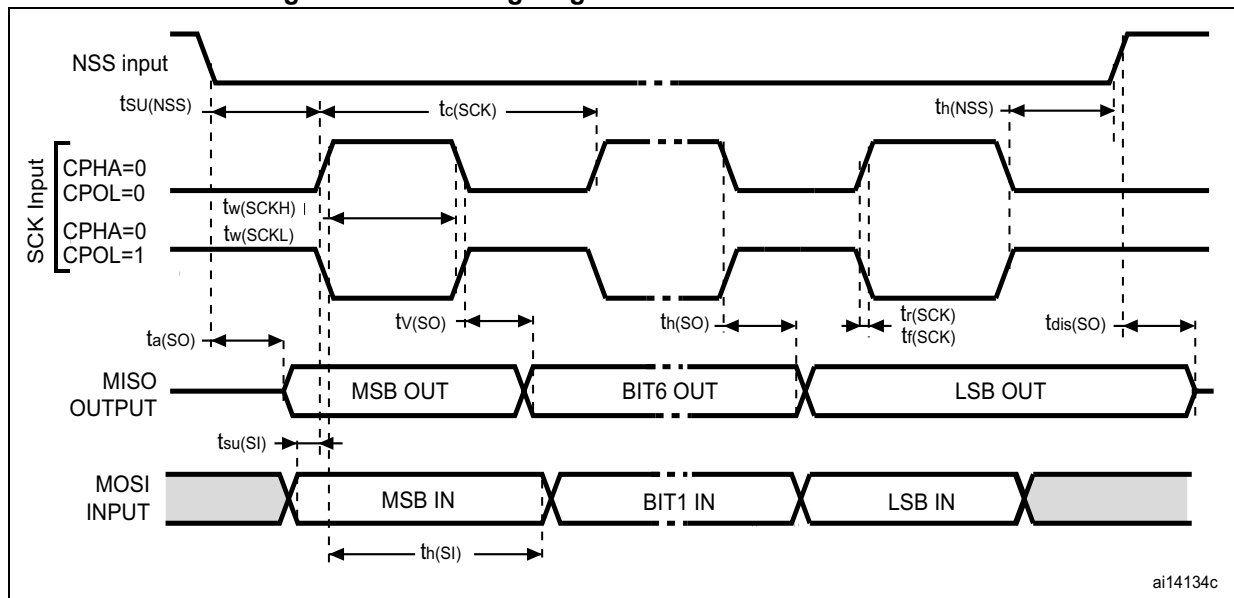 NSS input
tSU(NSS)
tc(SCK)
th(NSS)
SCK Input
CPHA=0
CPOL=0
tw(SCKH)
CPHA=0
tw(SCKL)
CPOL=1
tV(SO)
th(SO)
tr(SCK)
tf(SCK)
tdis(SO)
ta(SO)
MISO
OUTPUT
MSB OUT
BIT6 OUT
LSB OUT
tsu(SI)
MOSI
INPUT
MSB IN
BIT1 IN
LSB IN
th(SI)
ai14134c